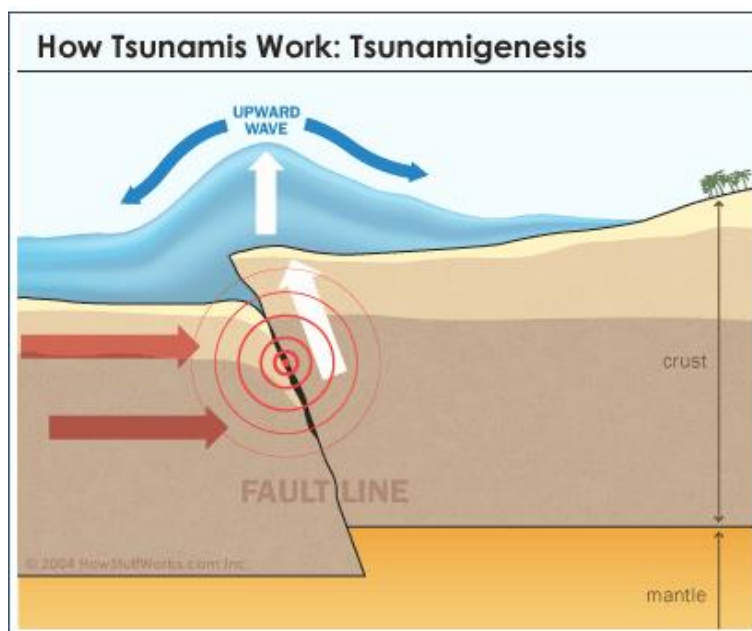 How Tsunamis Work: Tsunamigenesis
UPWARD
WAVE
crust
FAULT LINE
© 2004 HowStuffWorks.com Inc.
mantle